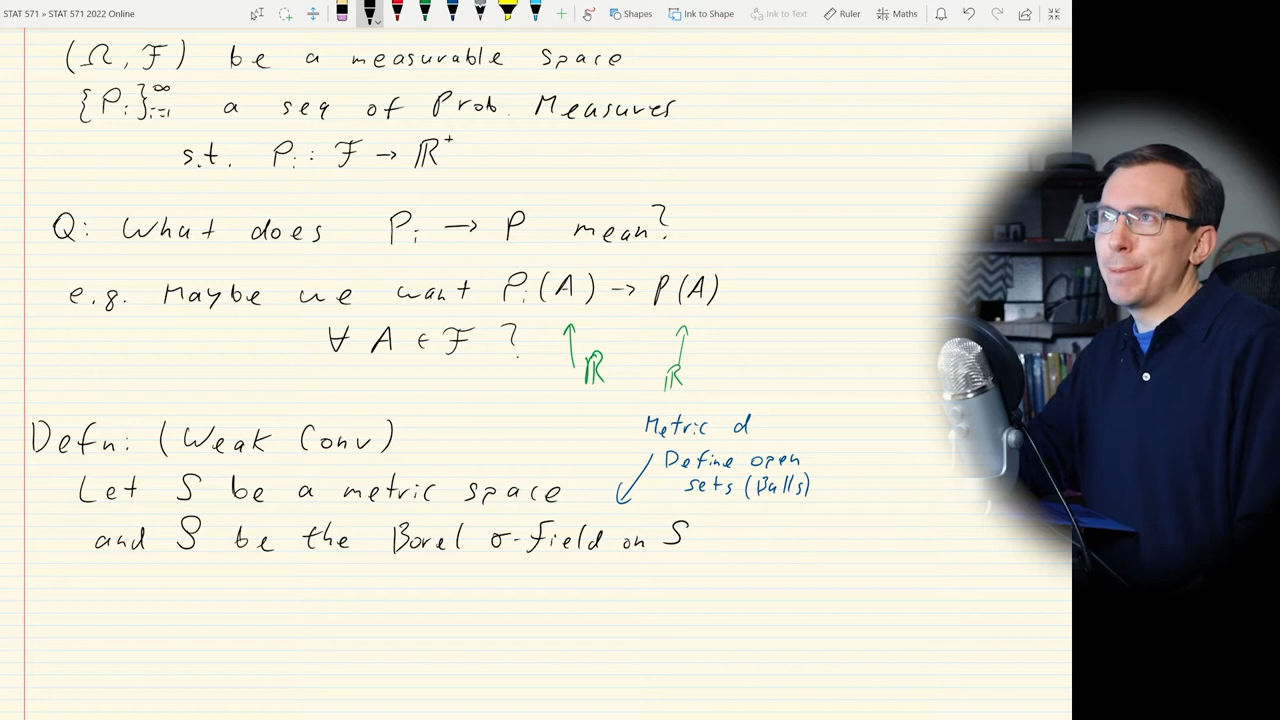 STAT 571 » STAT 571 2022 Online
Shapes Ink to Shape Ink to Text Ruler Maths
(Ω, ℱ) be a measurable space
{Pᵢ}ᵢ₌₁^∞ a seq of Prob. Measures
s.t. Pᵢ : ℱ → ℝ⁺
Q: What does Pᵢ → P mean?
e.g. Maybe we want Pᵢ(A) → P(A)
∀ A ∈ ℱ ?
ℝ ℝ
Defn: (Weak Conv)
Metric d
Define open
sets (Balls)
Let S be a metric space
and 𝒮 be the Borel σ-field on S